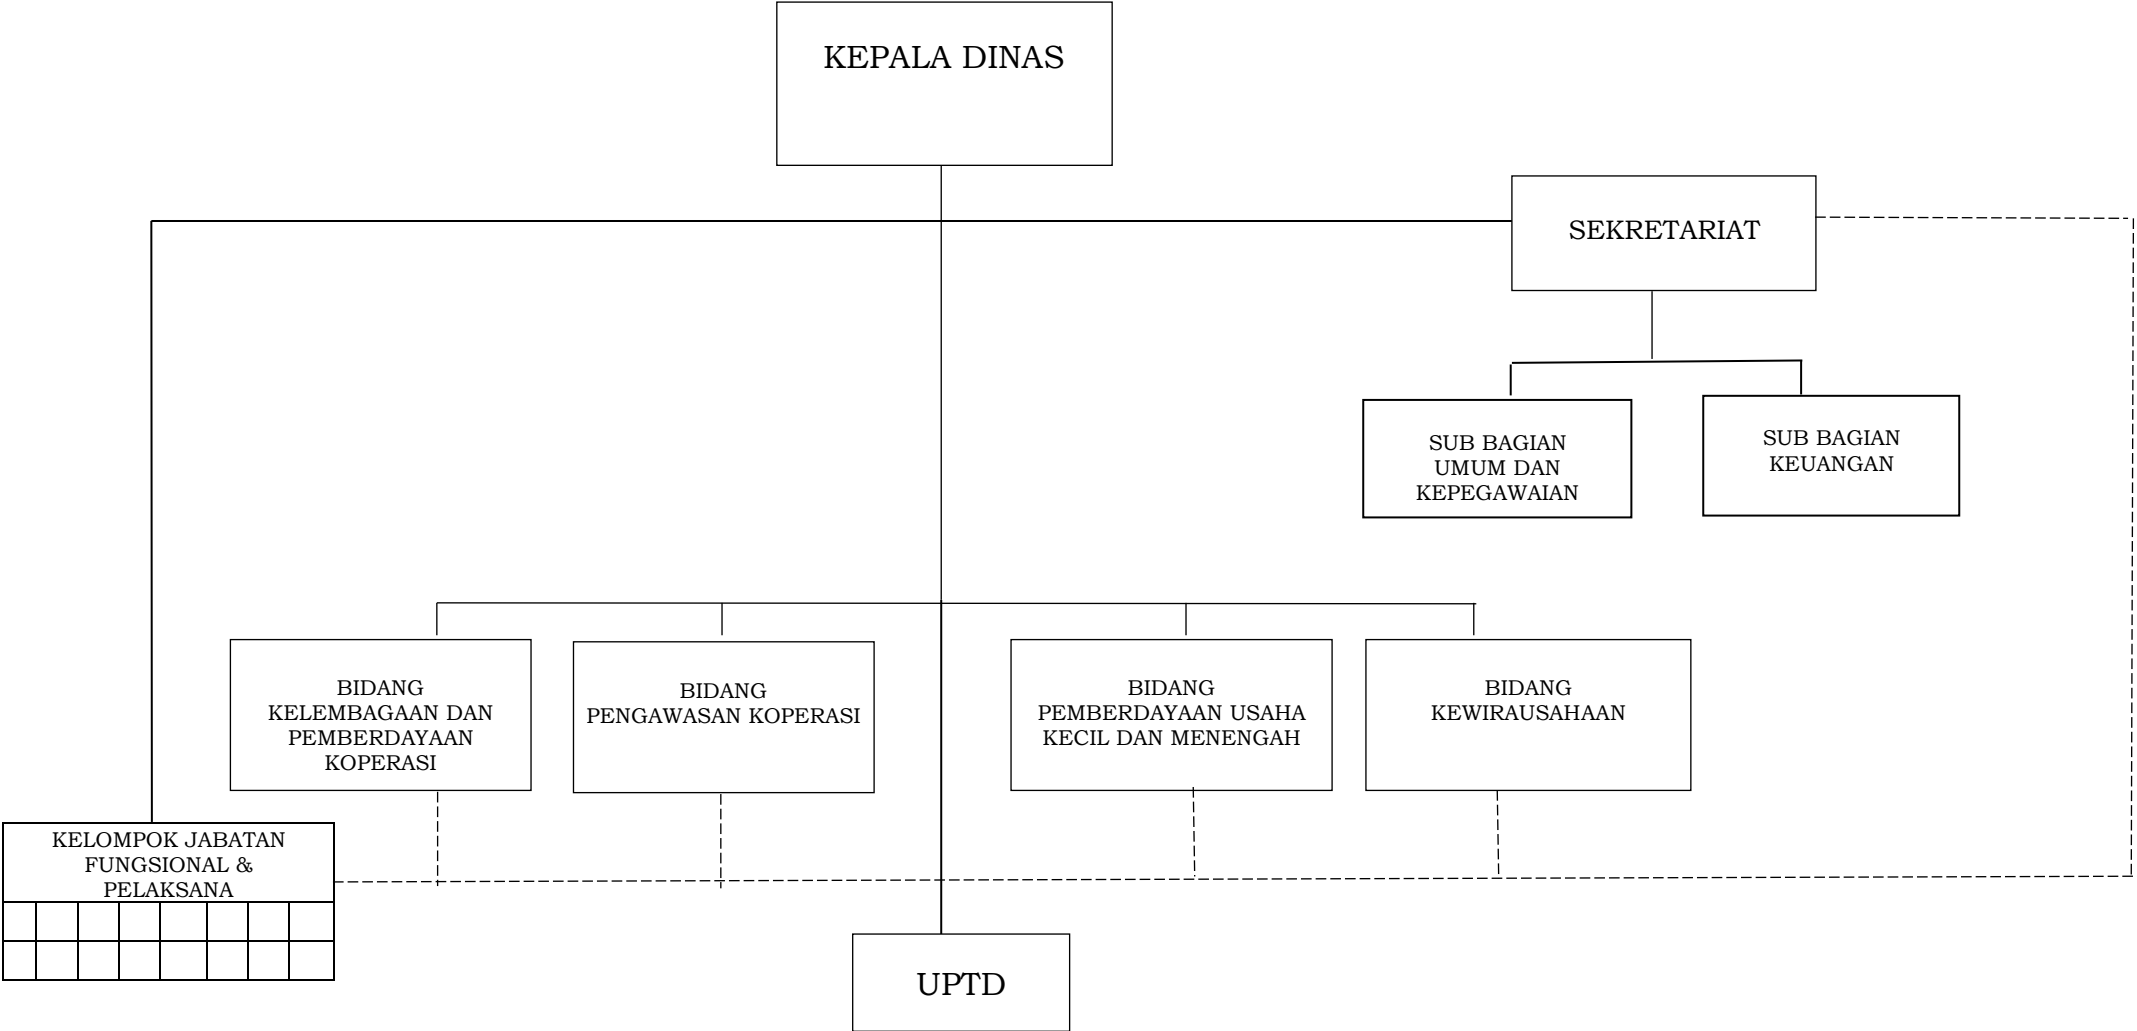 KEPALA DINAS
SEKRETARIAT
SUB BAGIAN
UMUM DAN
KEPEGAWAIAN
SUB BAGIAN
KEUANGAN
BIDANG
KELEMBAGAAN DAN
PEMBERDAYAAN
KOPERASI
BIDANG
PENGAWASAN KOPERASI
BIDANG
PEMBERDAYAAN USAHA
KECIL DAN MENENGAH
BIDANG
KEWIRAUSAHAAN
KELOMPOK JABATAN
FUNGSIONAL &
PELAKSANA
UPTD